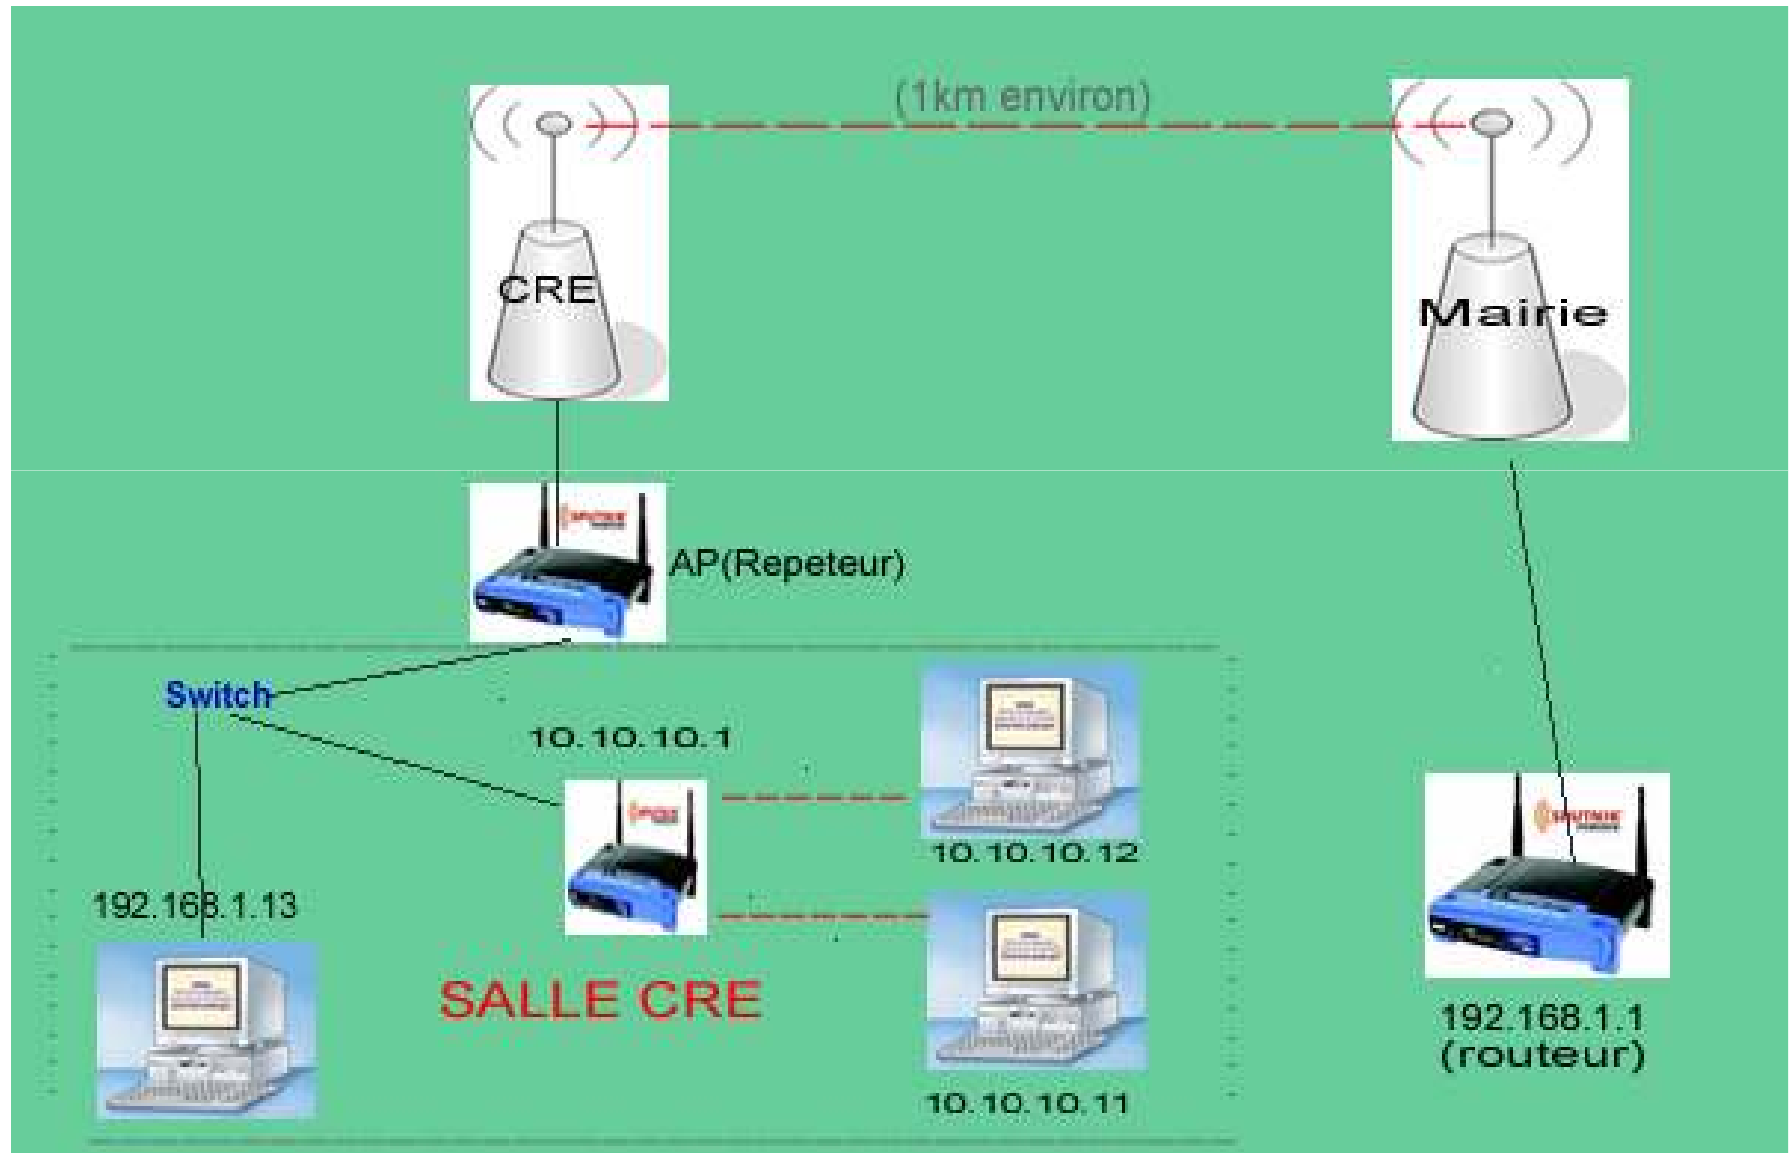 (1km environ)
CRE
Mairie
AP(Repeteur)
Switch
10.10.10.1
10.10.10.12
192.168.1.13
SALLE CRE
10.10.10.11
192.168.1.1
(routeur)